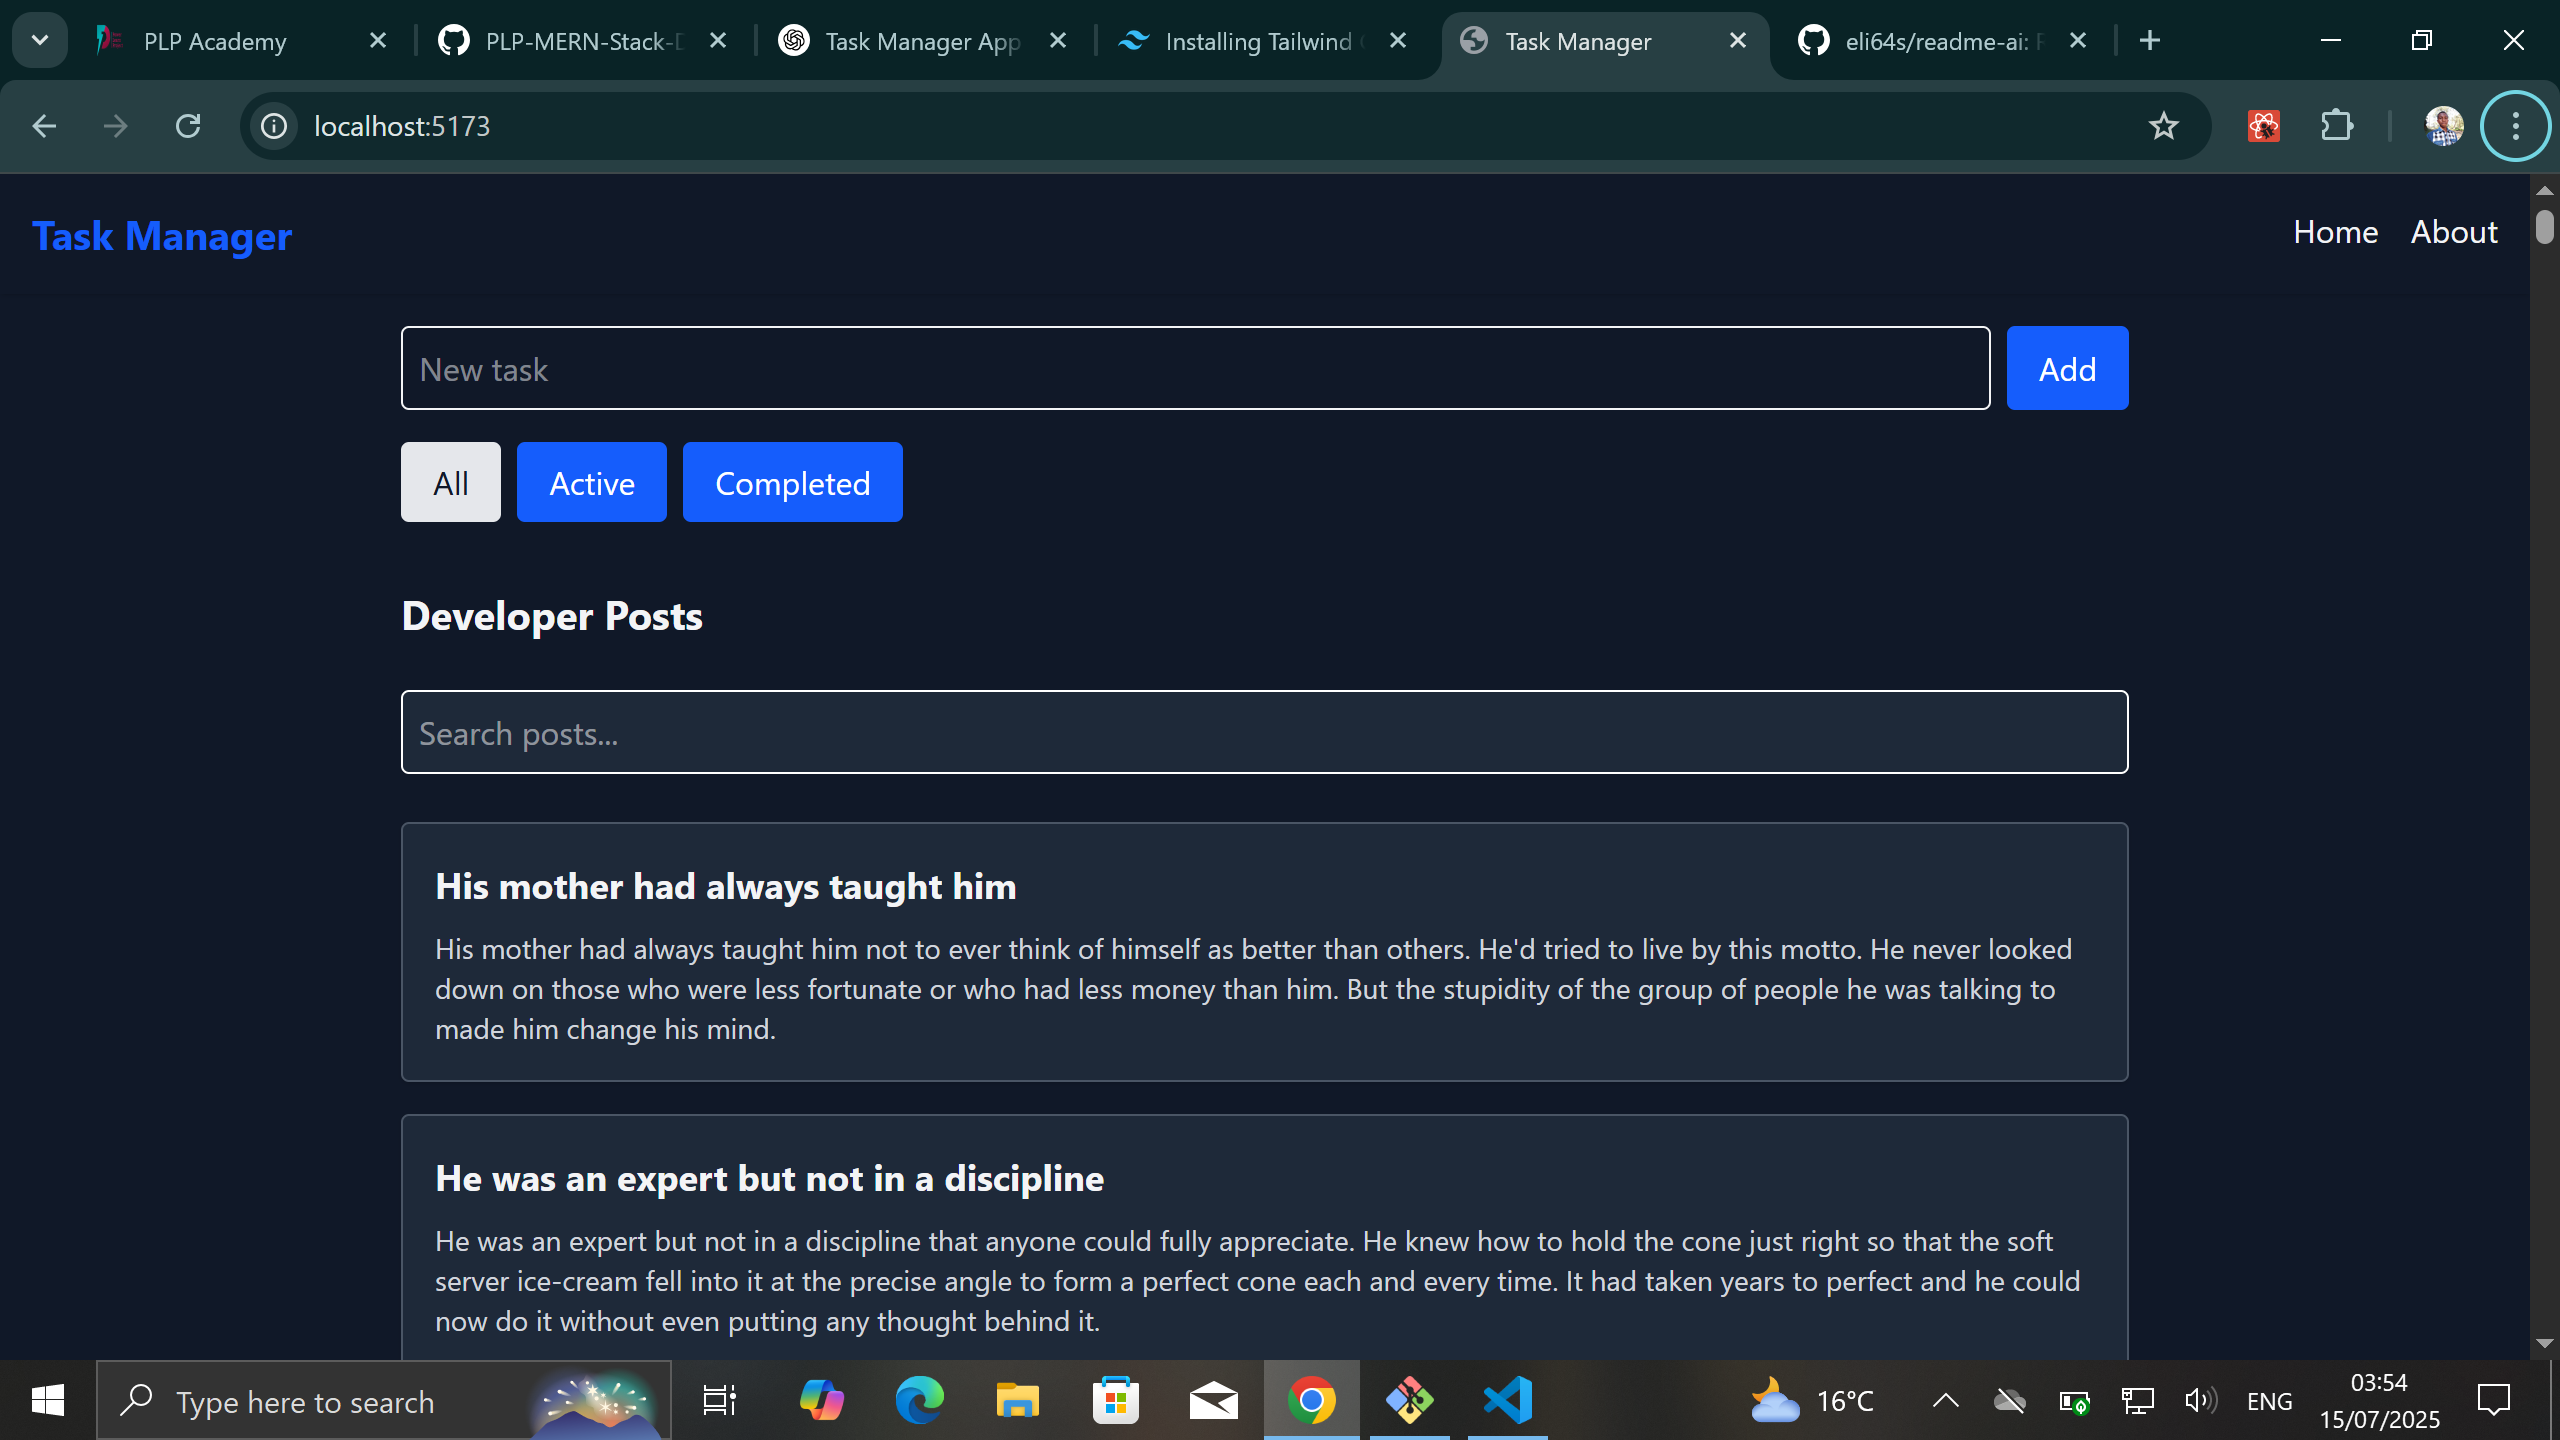 PLP Academy
PLP-MERN-Stack-D
Task Manager App
Installing Tailwind
Task Manager
eli64s/readme-ai:
localhost:5173
Task Manager
Home
About
New task
Add
All
Active
Completed
Developer Posts
Search posts...
His mother had always taught him
His mother had always taught him not to ever think of himself as better than others. He'd tried to live by this motto. He never looked
down on those who were less fortunate or who had less money than him. But the stupidity of the group of people he was talking to
made him change his mind.
He was an expert but not in a discipline
He was an expert but not in a discipline that anyone could fully appreciate. He knew how to hold the cone just right so that the soft
server ice-cream fell into it at the precise angle to form a perfect cone each and every time. It had taken years to perfect and he could
now do it without even putting any thought behind it.
Type here to search
16°C
ENG
03:54
15/07/2025